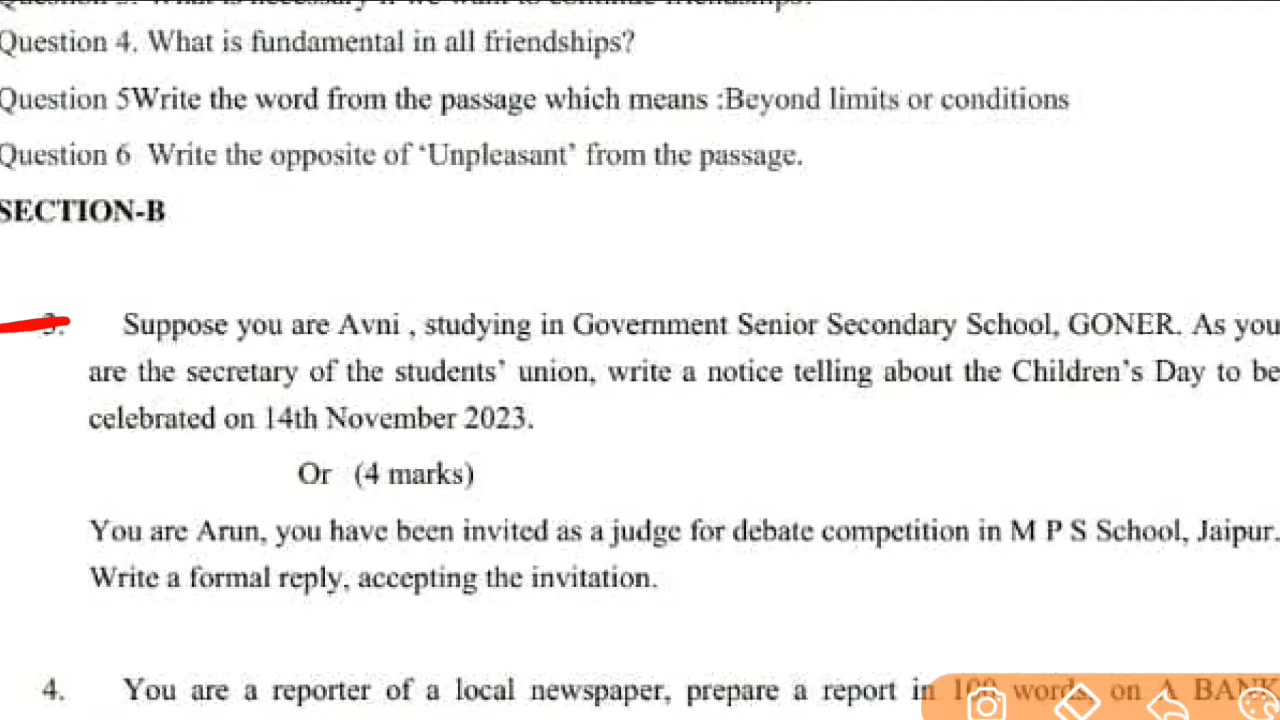 Question 4. What is fundamental in all friendships?
Question 5Write the word from the passage which means :Beyond limits or conditions
Question 6 Write the opposite of ‘Unpleasant’ from the passage.
SECTION-B
3. Suppose you are Avni , studying in Government Senior Secondary School, GONER. As you
are the secretary of the students’ union, write a notice telling about the Children’s Day to be
celebrated on 14th November 2023.
Or (4 marks)
You are Arun, you have been invited as a judge for debate competition in M P S School, Jaipur.
Write a formal reply, accepting the invitation.
4. You are a reporter of a local newspaper, prepare a report in 100 words on A BANK